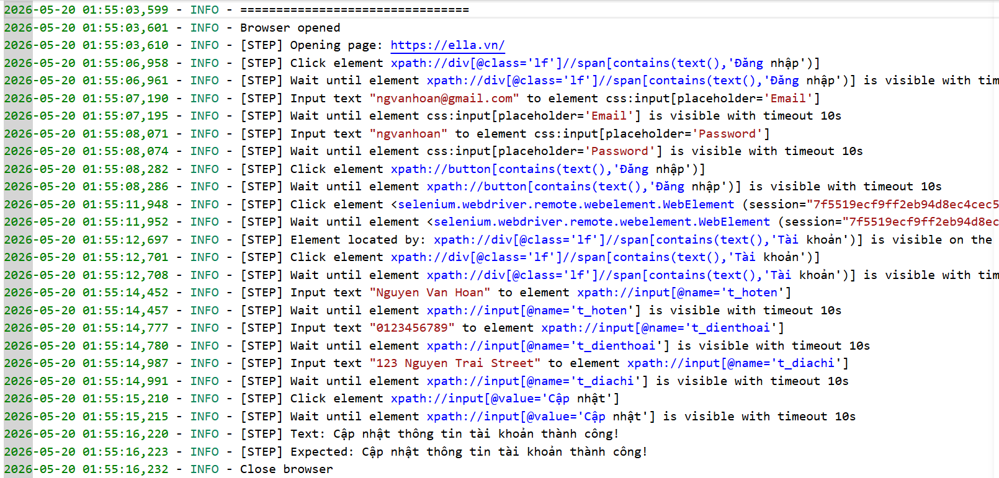 2026-05-20 01:55:03,599 - INFO - ================================
2026-05-20 01:55:03,601 - INFO - Browser opened
2026-05-20 01:55:03,610 - INFO - [STEP] Opening page: https://ella.vn/
2026-05-20 01:55:06,958 - INFO - [STEP] Click element xpath://div[@class='lf']//span[contains(text(),'Đăng nhập')]
2026-05-20 01:55:06,961 - INFO - [STEP] Wait until element xpath://div[@class='lf']//span[contains(text(),'Đăng nhập')] is visible with tim
2026-05-20 01:55:07,190 - INFO - [STEP] Input text "ngvanhoan@gmail.com" to element css:input[placeholder='Email']
2026-05-20 01:55:07,195 - INFO - [STEP] Wait until element css:input[placeholder='Email'] is visible with timeout 10s
2026-05-20 01:55:08,071 - INFO - [STEP] Input text "ngvanhoan" to element css:input[placeholder='Password']
2026-05-20 01:55:08,074 - INFO - [STEP] Wait until element css:input[placeholder='Password'] is visible with timeout 10s
2026-05-20 01:55:08,282 - INFO - [STEP] Click element xpath://button[contains(text(),'Đăng nhập')]
2026-05-20 01:55:08,286 - INFO - [STEP] Wait until element xpath://button[contains(text(),'Đăng nhập')] is visible with timeout 10s
2026-05-20 01:55:11,948 - INFO - [STEP] Click element <selenium.webdriver.remote.webelement.WebElement (session="7f5519ecf9ff2eb94d8ec4cec5
2026-05-20 01:55:11,952 - INFO - [STEP] Wait until element <selenium.webdriver.remote.webelement.WebElement (session="7f5519ecf9ff2eb94d8ec
2026-05-20 01:55:12,697 - INFO - [STEP] Element located by: xpath://div[@class='lf']//span[contains(text(),'Tài khoản')] is visible on the
2026-05-20 01:55:12,701 - INFO - [STEP] Click element xpath://div[@class='lf']//span[contains(text(),'Tài khoản')]
2026-05-20 01:55:12,708 - INFO - [STEP] Wait until element xpath://div[@class='lf']//span[contains(text(),'Tài khoản')] is visible with tim
2026-05-20 01:55:14,452 - INFO - [STEP] Input text "Nguyen Van Hoan" to element xpath://input[@name='t_hoten']
2026-05-20 01:55:14,457 - INFO - [STEP] Wait until element xpath://input[@name='t_hoten'] is visible with timeout 10s
2026-05-20 01:55:14,777 - INFO - [STEP] Input text "0123456789" to element xpath://input[@name='t_dienthoai']
2026-05-20 01:55:14,780 - INFO - [STEP] Wait until element xpath://input[@name='t_dienthoai'] is visible with timeout 10s
2026-05-20 01:55:14,987 - INFO - [STEP] Input text "123 Nguyen Trai Street" to element xpath://input[@name='t_diachi']
2026-05-20 01:55:14,991 - INFO - [STEP] Wait until element xpath://input[@name='t_diachi'] is visible with timeout 10s
2026-05-20 01:55:15,210 - INFO - [STEP] Click element xpath://input[@value='Cập nhật']
2026-05-20 01:55:15,215 - INFO - [STEP] Wait until element xpath://input[@value='Cập nhật'] is visible with timeout 10s
2026-05-20 01:55:16,220 - INFO - [STEP] Text: Cập nhật thông tin tài khoản thành công!
2026-05-20 01:55:16,223 - INFO - [STEP] Expected: Cập nhật thông tin tài khoản thành công!
2026-05-20 01:55:16,232 - INFO - Close browser